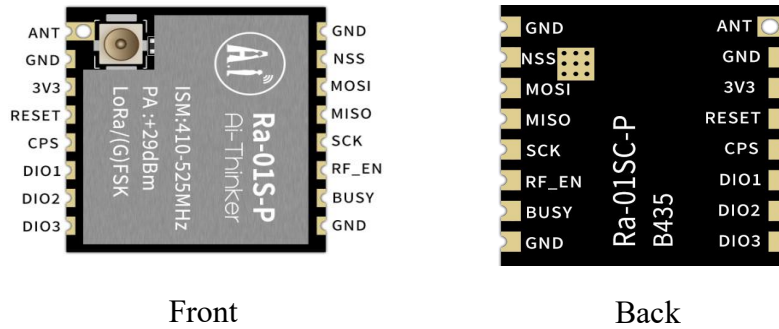 ANT
GND
3V3
RESET
CPS
DIO1
DIO2
DIO3
A.i
Ra-01S-P
Ai-Thinker
ISM:410-525MHz
PA:+29dBm
LoRa/(G)FSK
GND
NSS
MOSI
MISO
SCK
RF_EN
BUSY
GND
Front
GND
NSS
MOSI
MISO
SCK
RF_EN
BUSY
GND
Ra-01SC-P
B435
ANT
GND
3V3
RESET
CPS
DIO1
DIO2
DIO3
Back